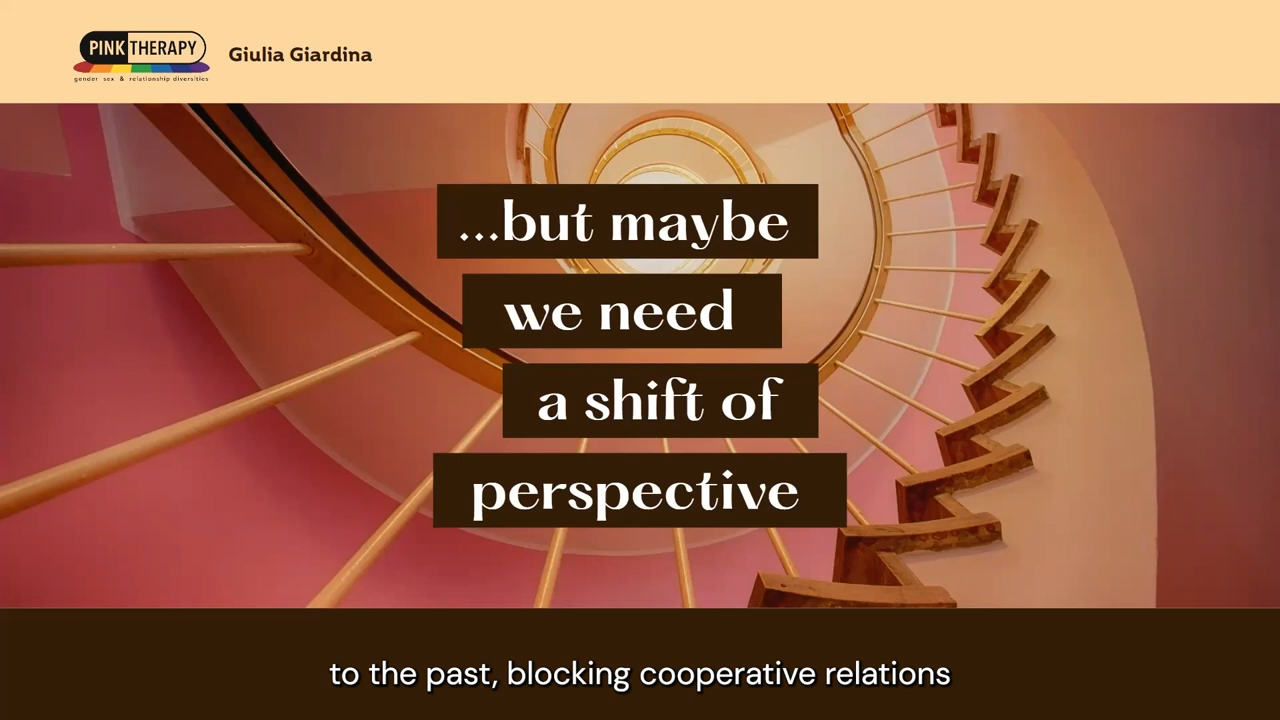 PINK THERAPY
gender sex & relationship diversities
Giulia Giardina
...but maybe
we need
a shift of
perspective
to the past, blocking cooperative relations